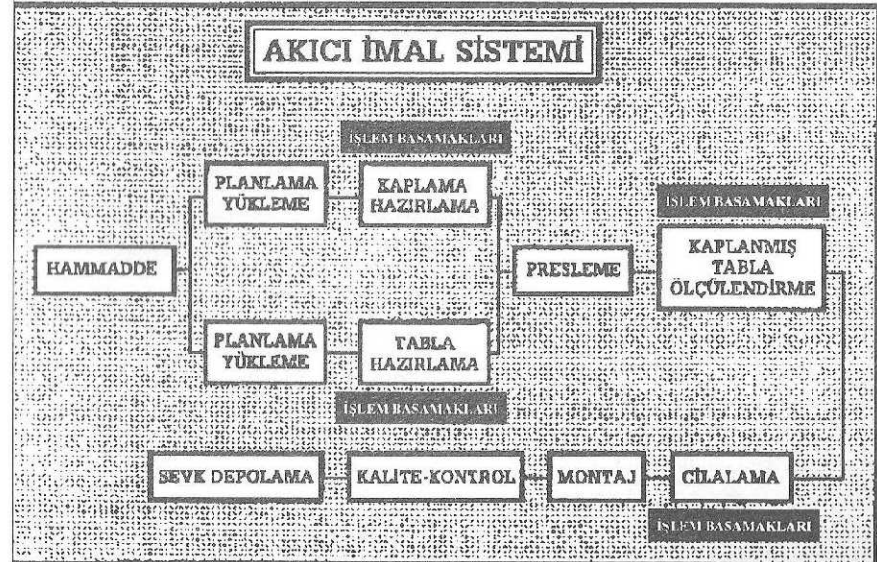 AKICI İMAL SİSTEMİ
İŞLEM BASAMAKLARI
PLANLAMA
YÜKLEME
KAPLAMA
HAZIRLAMA
İŞLEM BASAMAKLARI
HAMMADDE
PRESLEME
KAPLANMIŞ
TABLA
ÖLÇÜLENDİRME
PLANLAMA
YÜKLEME
TABLA
HAZIRLAMA
İŞLEM BASAMAKLARI
SEVK DEPOLAMA
KALİTE-KONTROL
MONTAJ
CİLALAMA
İŞLEM BASAMAKLARI